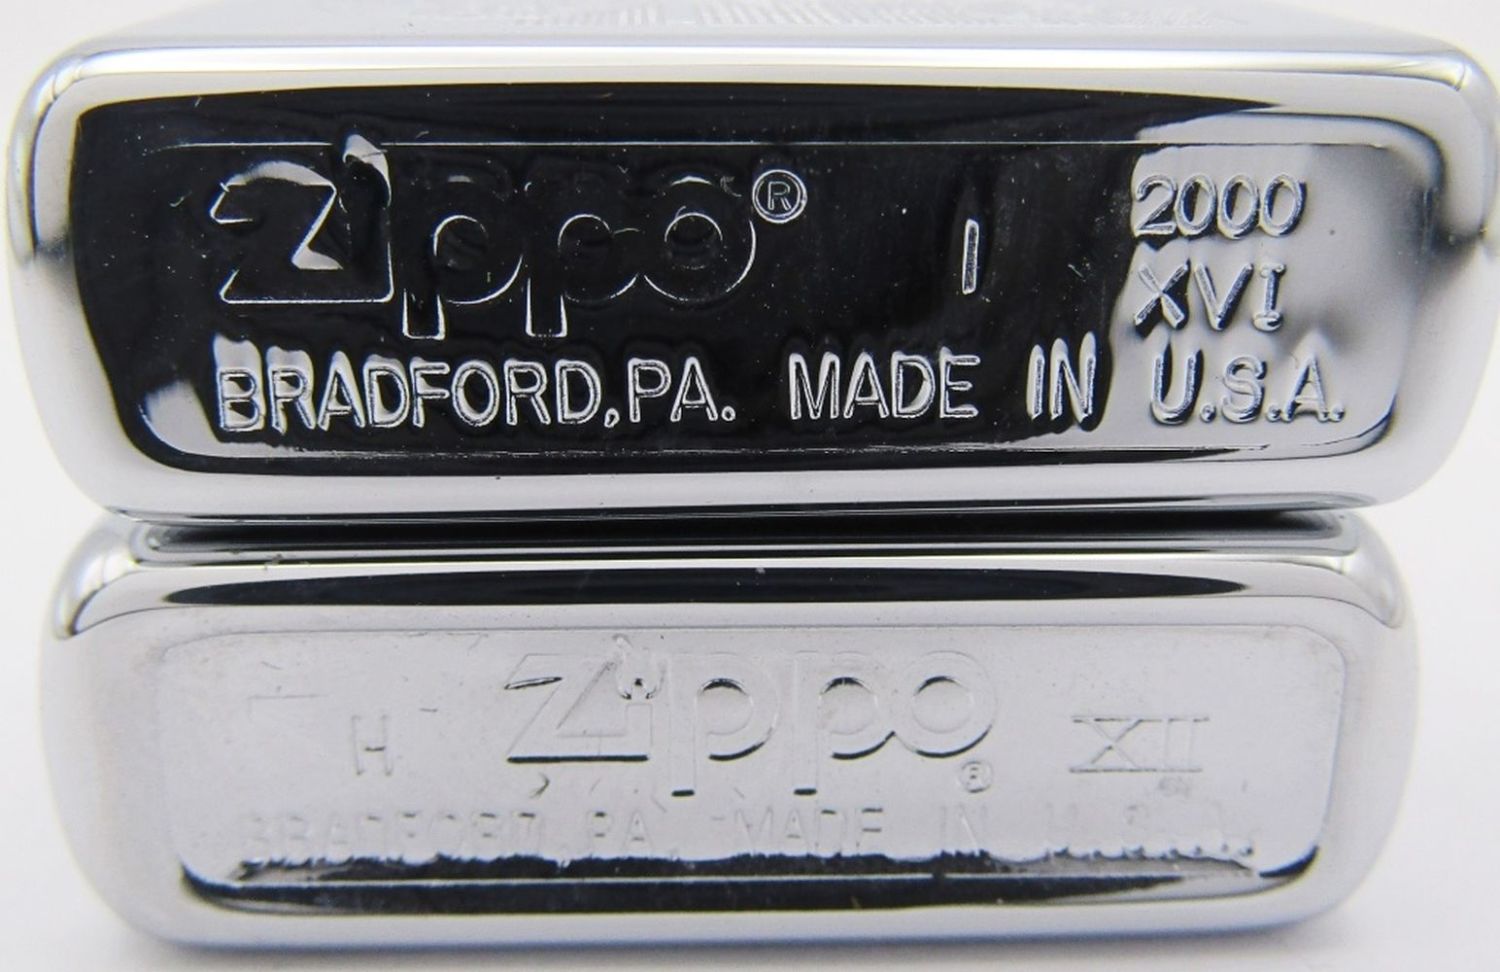 Zippo® I 2000
XVI
BRADFORD,PA. MADE IN U.S.A.
H Zippo® XII
BRADFORD,PA. MADE IN U.S.A.